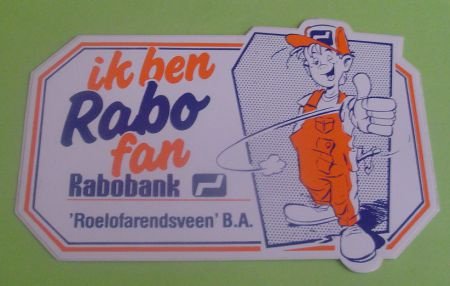 ik ben
Rabo
fan
Rabobank
'Roelofarendsveen' B.A.